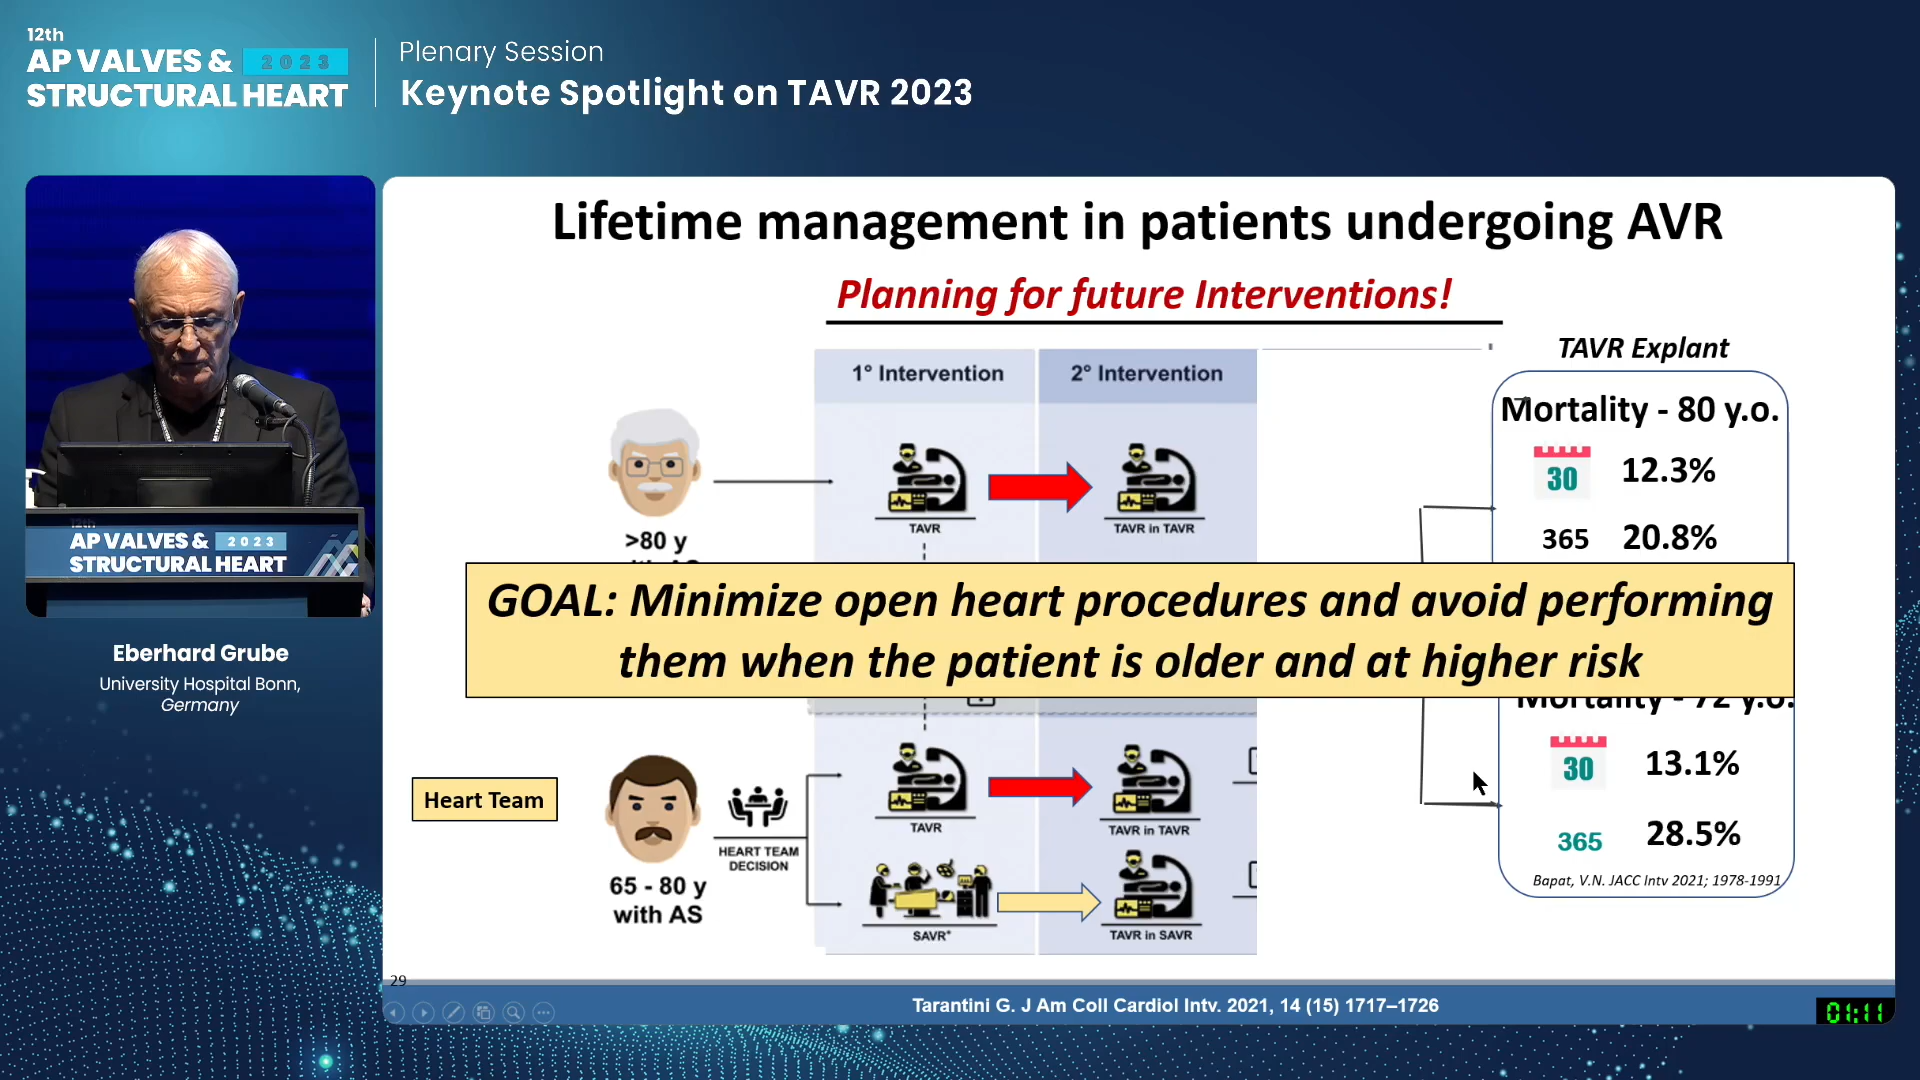 12th
AP VALVES & 2023
STRUCTURAL HEART
Plenary Session
Keynote Spotlight on TAVR 2023
12th
AP VALVES & 2023
STRUCTURAL HEART
Eberhard Grube
University Hospital Bonn,
Germany
Lifetime management in patients undergoing AVR
Planning for future Interventions!
1° Intervention
2° Intervention
TAVR Explant
Mortality - 80 y.o.
30 12.3%
365 20.8%
TAVR
TAVR in TAVR
>80 y
GOAL: Minimize open heart procedures and avoid performing
them when the patient is older and at higher risk
Mortality - 72 y.o.
30 13.1%
365 28.5%
Bapat, V.N. JACC Intv 2021; 1978-1991
Heart Team
HEART TEAM
DECISION
65 - 80 y
with AS
TAVR
TAVR in TAVR
SAVR*
TAVR in SAVR
29
Tarantini G. J Am Coll Cardiol Intv. 2021, 14 (15) 1717–1726
01:11